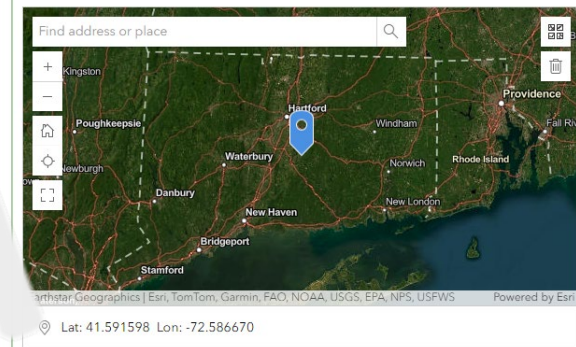 Find address or place
Kingston
Hartford
Providence
Poughkeepsie
Windham
Fall Riv
Waterbury
Norwich
Rhode Island
ewburgh
Danbury
New London
New Haven
Bridgeport
Stamford
arthstar Geographics | Esri, TomTom, Garmin, FAO, NOAA, USGS, EPA, NPS, USFWS Powered by Esri
Lat: 41.591598 Lon: -72.586670